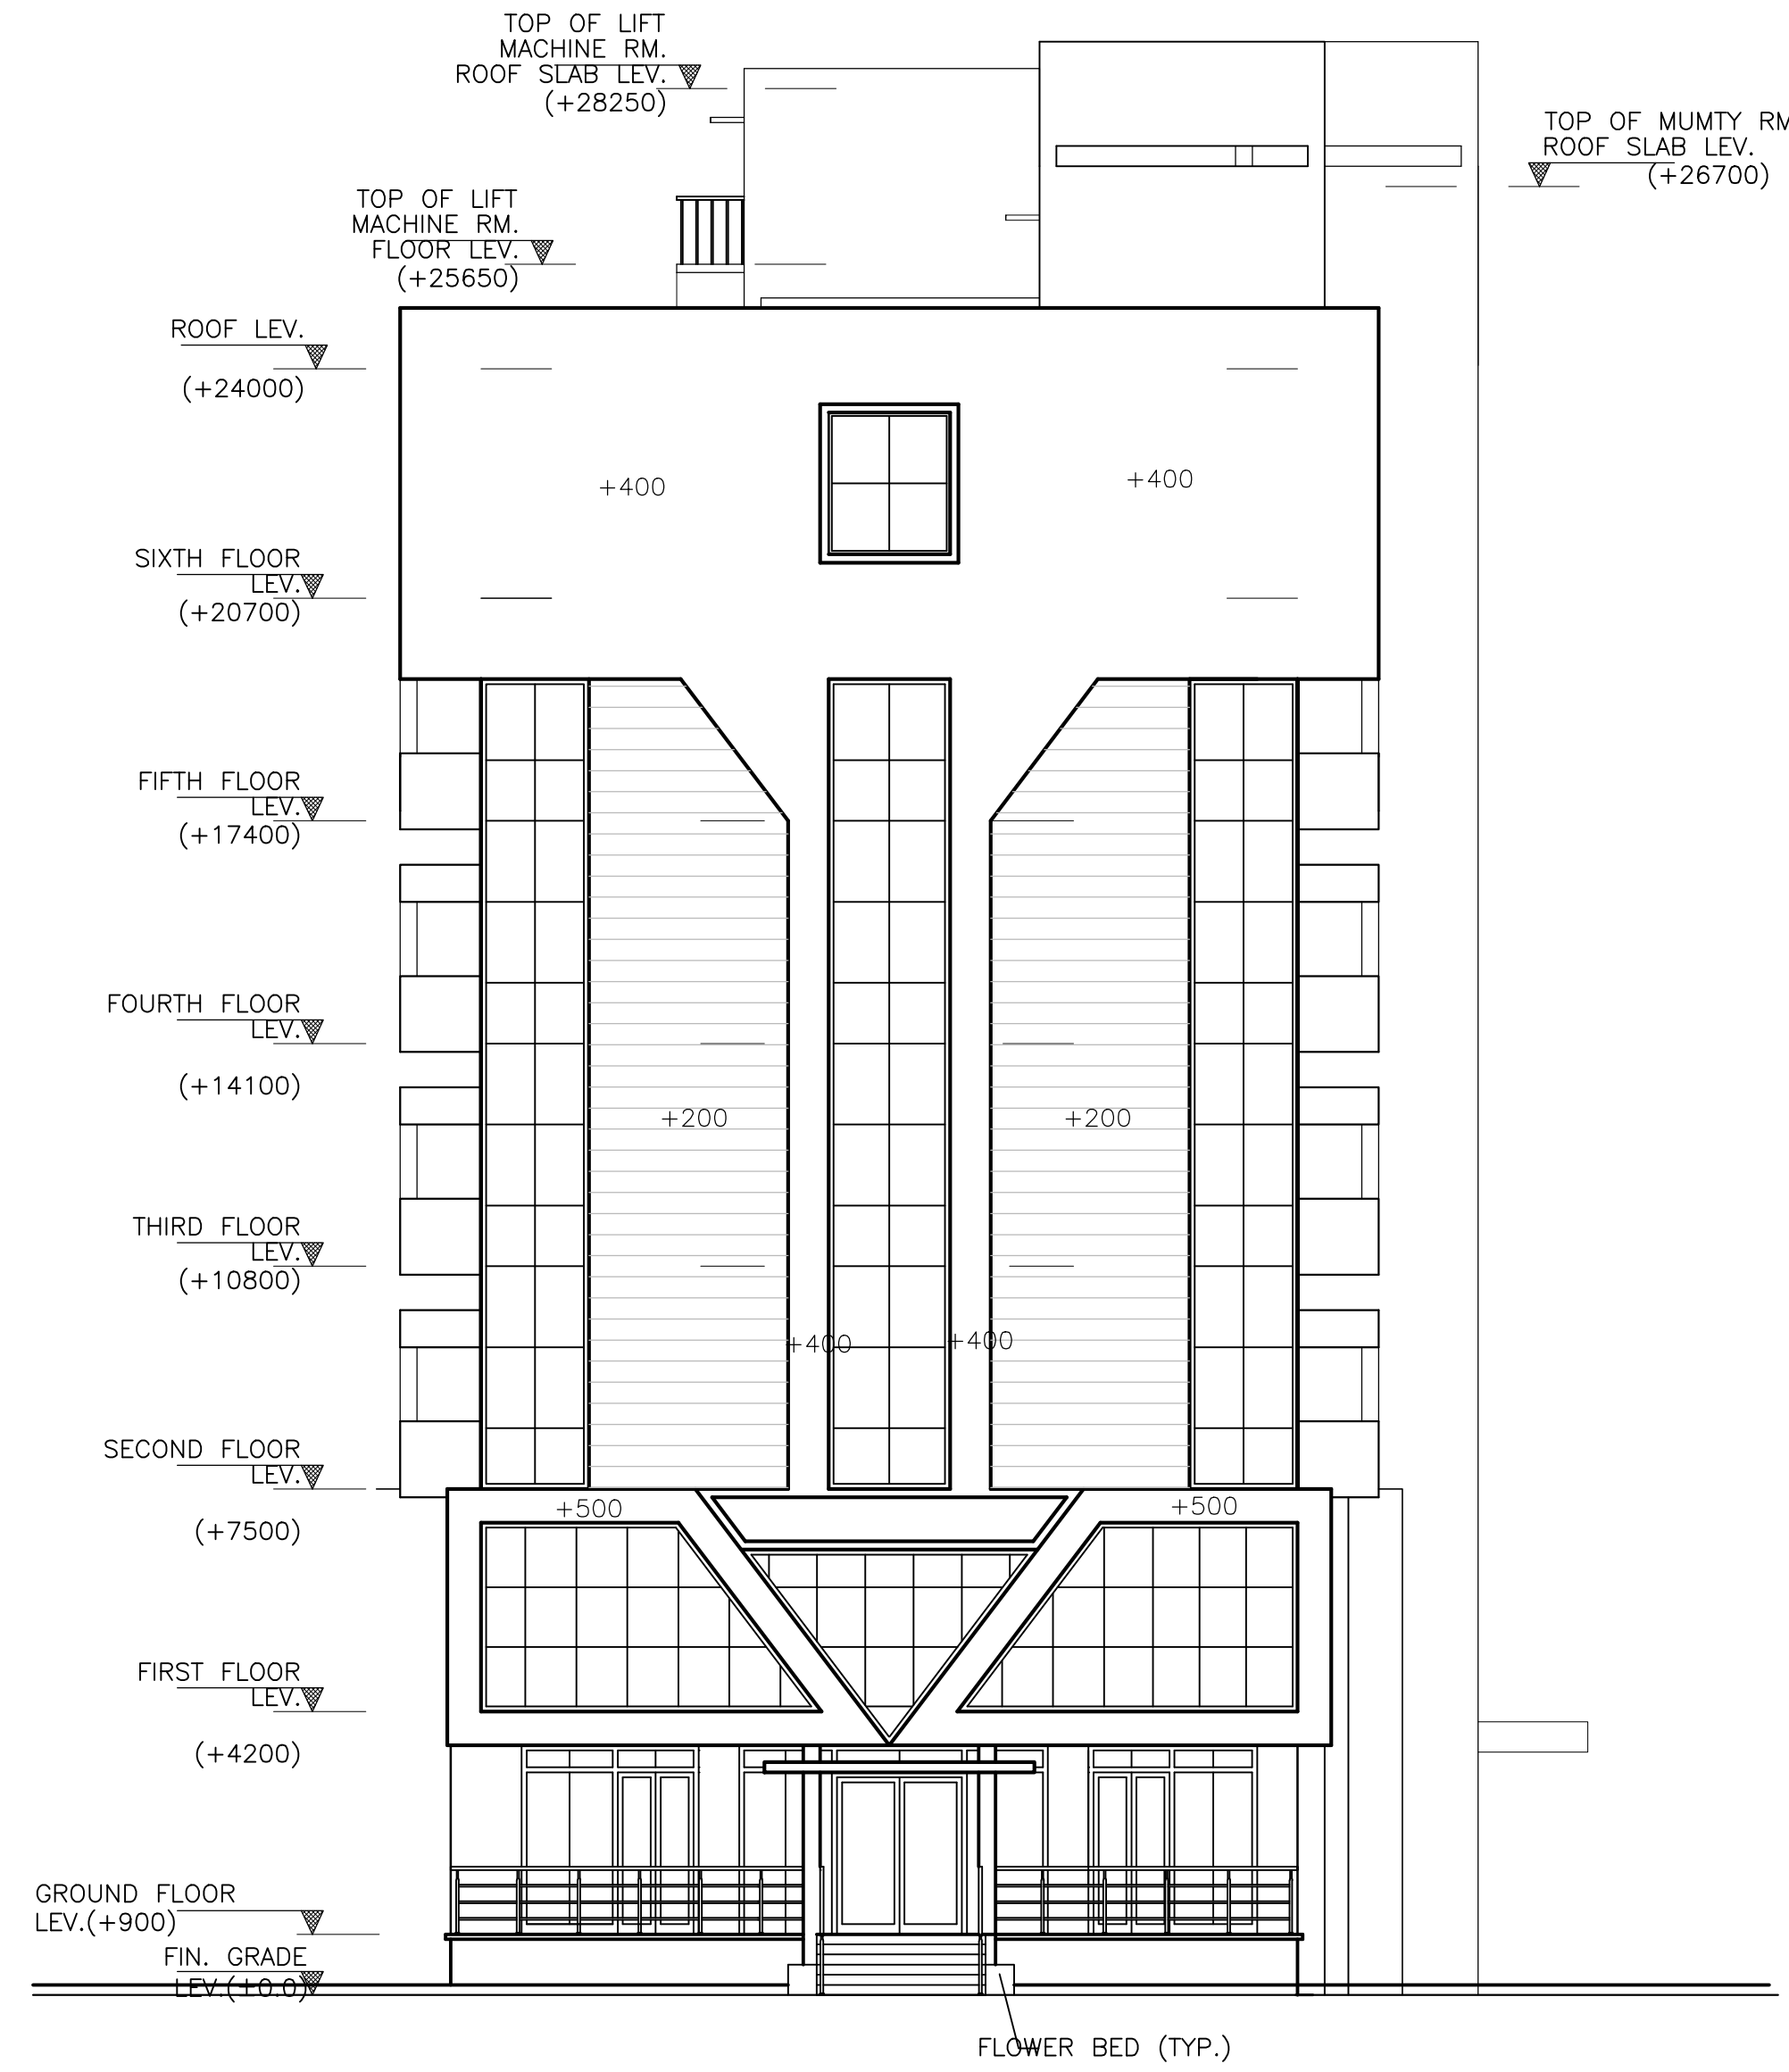 TOP OF LIFT
MACHINE RM.
ROOF SLAB LEV.
(+28250)
TOP OF MUMTY RM
ROOF SLAB LEV.
(+26700)
TOP OF LIFT
MACHINE RM.
FLOOR LEV.
(+25650)
ROOF LEV.
(+24000)
+400
+400
SIXTH FLOOR
LEV.
(+20700)
FIFTH FLOOR
LEV.
(+17400)
FOURTH FLOOR
LEV.
(+14100)
+200
+200
THIRD FLOOR
LEV.
(+10800)
+400
+400
SECOND FLOOR
LEV.
(+7500)
+500
+500
FIRST FLOOR
LEV.
(+4200)
GROUND FLOOR
LEV.(+900)
FIN. GRADE
LEV.(±0.0)
FLOWER BED (TYP.)